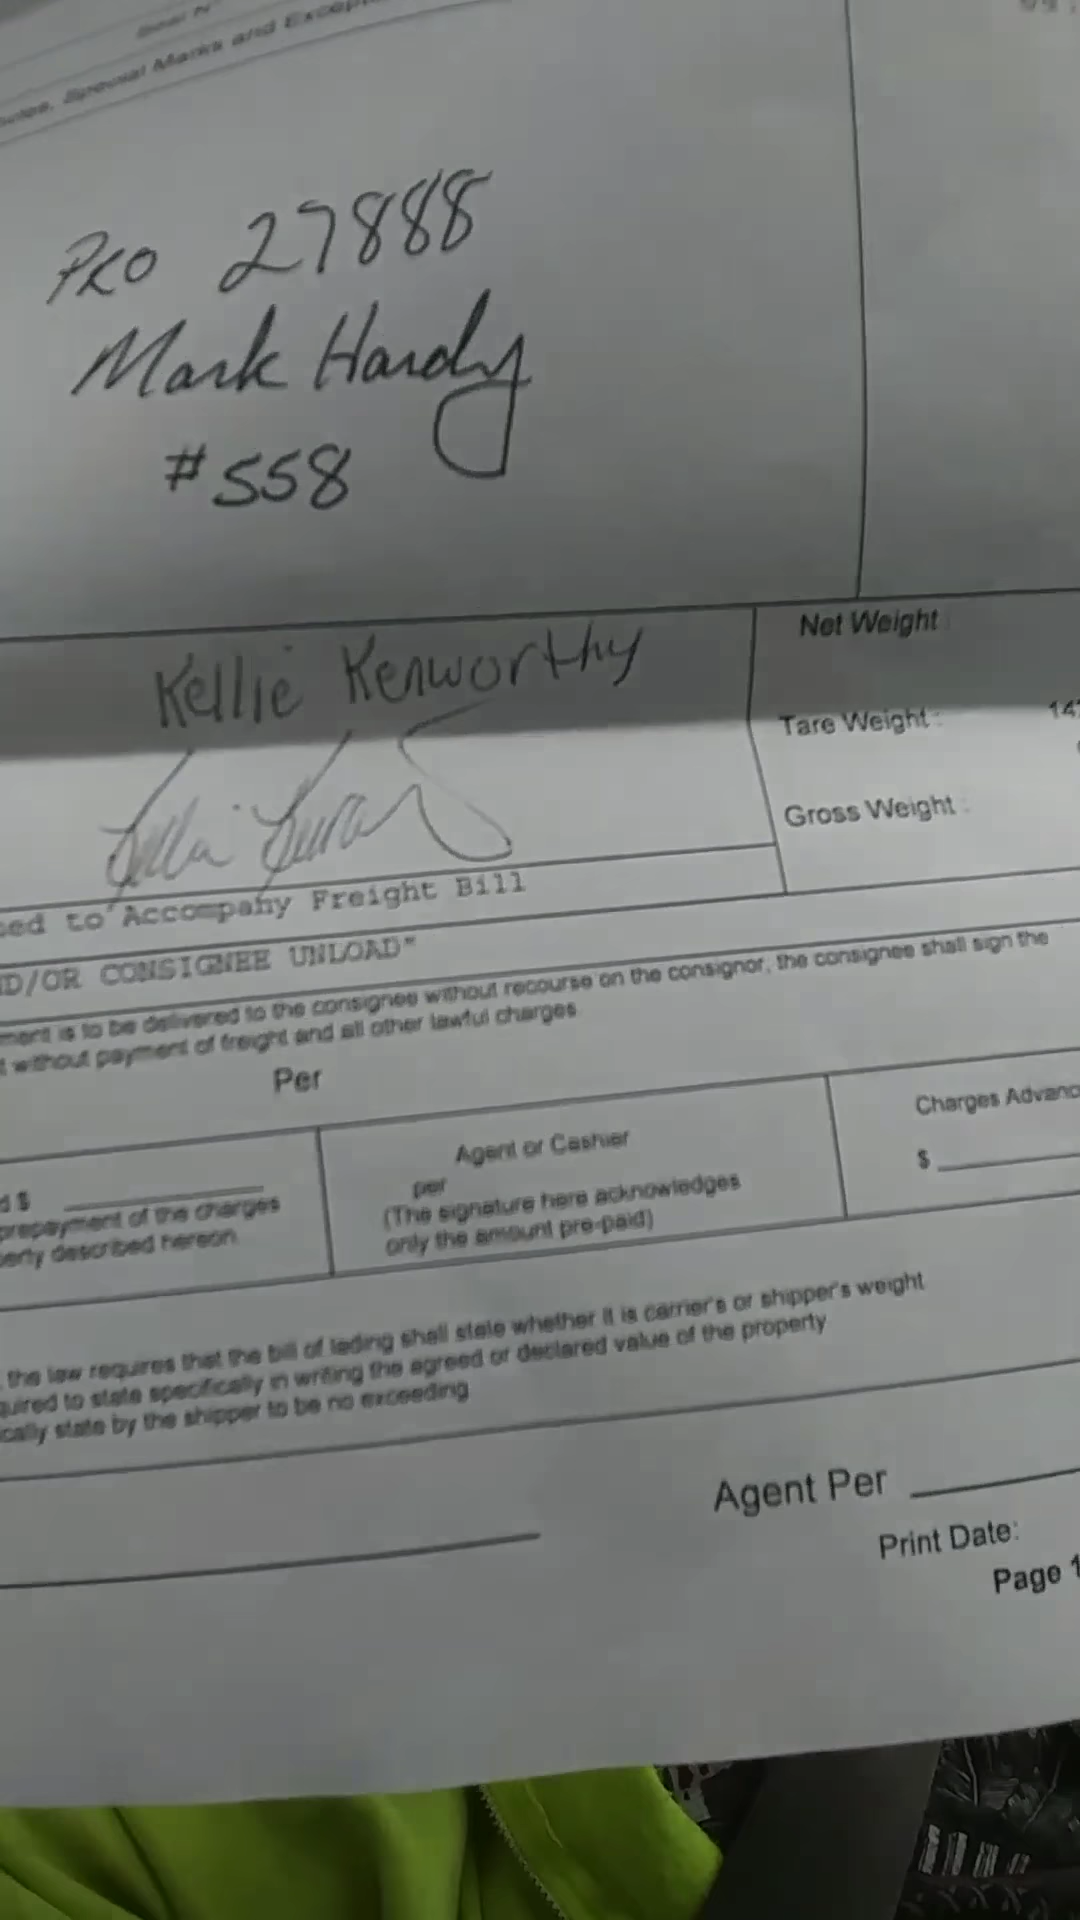 Special Marks and Excep
PRO 27888
Mark Hardy
#558
Kellie Kenworthy
Net Weight :
Tare Weight :
Gross Weight :
to Accompany Freight Bill
D/OR CONSIGNEE UNLOAD"
ment is to be delivered to the consignee without recourse on the consignor, the consignee shall sign the
without payment of freight and all other lawful charges
Per
d $
prepayment of the charges
erty described hereon
Agent or Cashier
per
(The signature here acknowledges
only the amount pre-paid)
Charges Advanc
$
the law requires that the bill of lading shall state whether it is carrier's or shipper's weight
quired to state specifically in writing the agreed or declared value of the property
cally state by the shipper to be no exceeding
Agent Per
Print Date:
Page 1